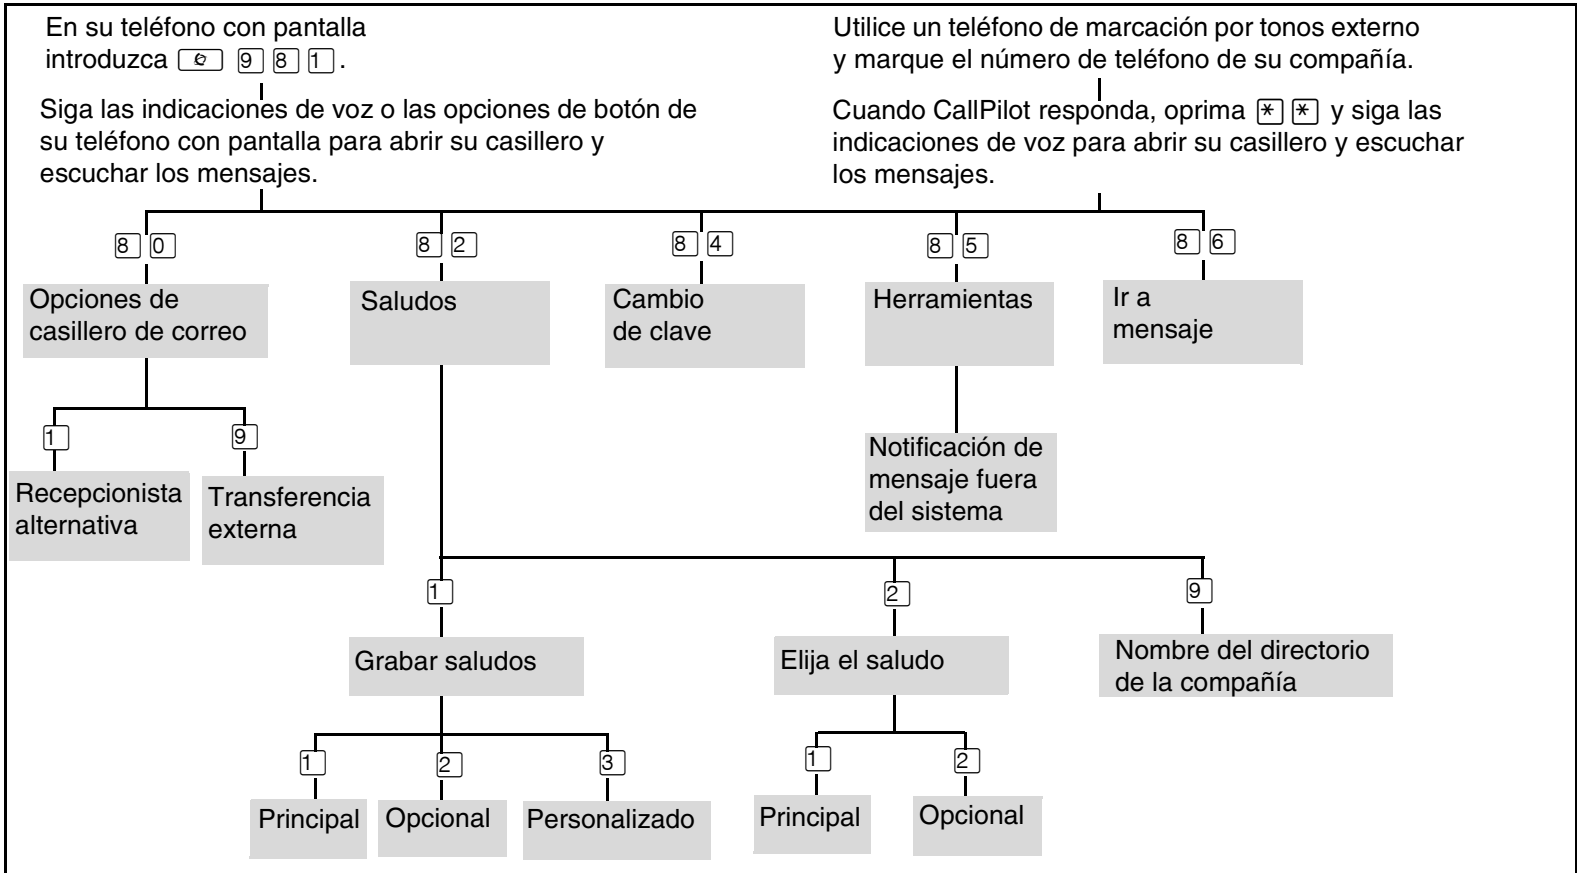 En su teléfono con pantalla
introduzca 9 8 1 .
Siga las indicaciones de voz o las opciones de botón de
su teléfono con pantalla para abrir su casillero y
escuchar los mensajes.
Utilice un teléfono de marcación por tonos externo
y marque el número de teléfono de su compañía.
Cuando CallPilot responda, oprima * * y siga las
indicaciones de voz para abrir su casillero y escuchar
los mensajes.
8 0
8 2
8 4
8 5
8 6
Opciones de
casillero de correo
Saludos
Cambio
de clave
Herramientas
Ir a
mensaje
1
9
Recepcionista
alternativa
Transferencia
externa
Notificación de
mensaje fuera
del sistema
1
2
9
Grabar saludos
Elija el saludo
Nombre del directorio
de la compañía
1
2
3
1
2
Principal
Opcional
Personalizado
Principal
Opcional